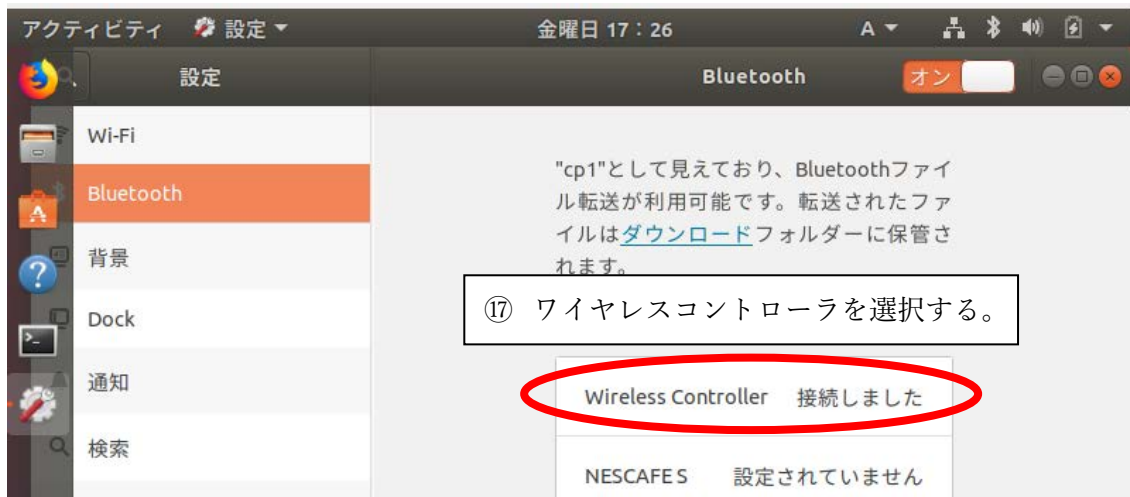 アクティビティ 設定 金曜日 17：26 A
設定 Bluetooth オン
Wi-Fi
Bluetooth
背景
Dock
通知
検索
"cp1"として見えており、Bluetoothファイ
ル転送が利用可能です。転送されたファ
イルはダウンロードフォルダーに保管さ
れます。
⑰ ワイヤレスコントローラを選択する。
Wireless Controller 接続しました
NESCAFE S 設定されていません